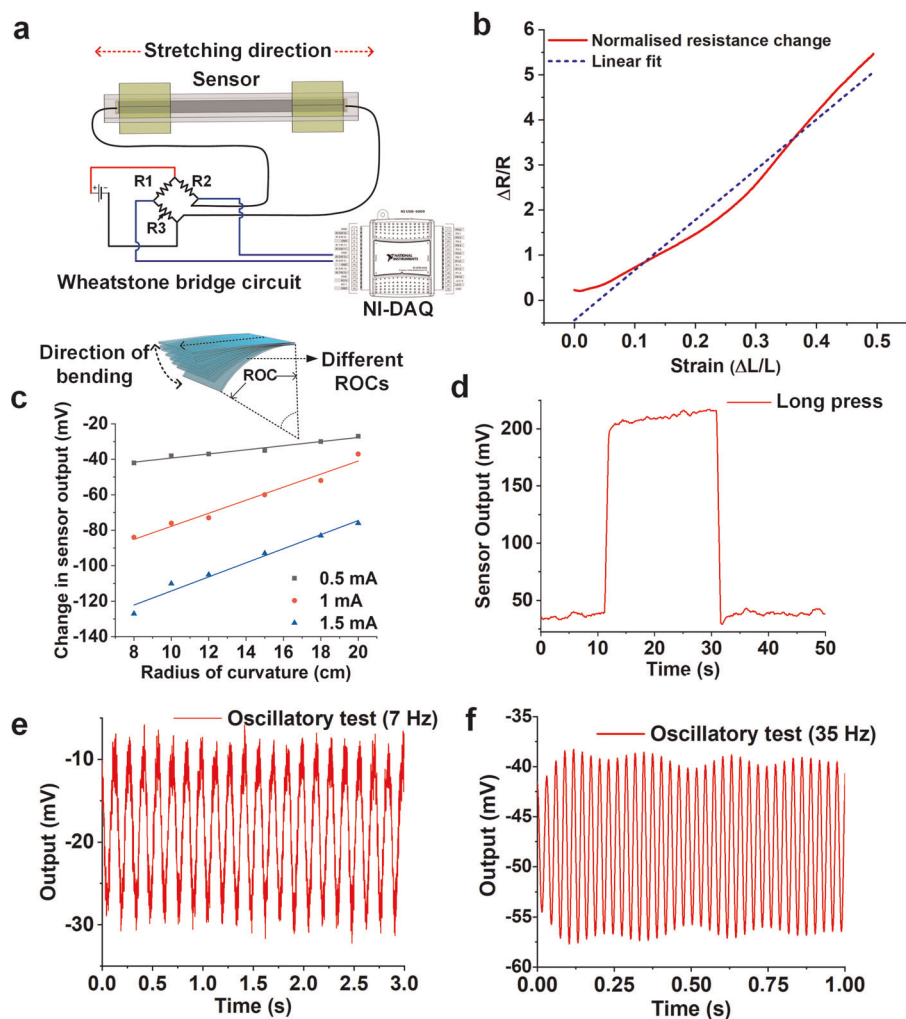 a
Stretching direction
Sensor
R1
R2
R3
+
-
Wheatstone bridge circuit
NATIONAL
INSTRUMENTS
NI-DAQ
b
Normalised resistance change
Linear fit
ΔR/R
6
5
4
3
2
1
0
0.0 0.1 0.2 0.3 0.4 0.5
Strain (ΔL/L)
Direction of
bending
ROC
Different
ROCs
c
Change in sensor output (mV)
-20
-40
-60
-80
-100
-120
-140
0.5 mA
1 mA
1.5 mA
8 10 12 14 16 18 20
Radius of curvature (cm)
d
Long press
Sensor Output (mV)
200
150
100
50
0 10 20 30 40 50
Time (s)
e
Oscillatory test (7 Hz)
Output (mV)
-10
-20
-30
0.0 0.5 1.0 1.5 2.0 2.5 3.0
Time (s)
f
Oscillatory test (35 Hz)
Output (mV)
-35
-40
-45
-50
-55
-60
0.00 0.25 0.50 0.75 1.00
Time (s)